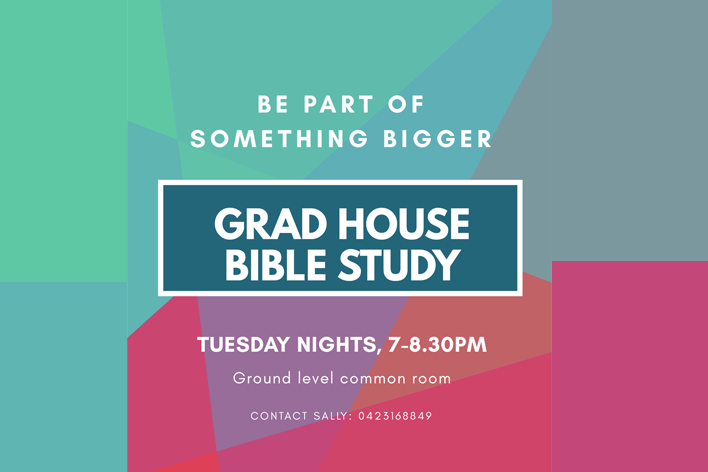 BE PART OF
SOMETHING BIGGER
GRAD HOUSE
BIBLE STUDY
TUESDAY NIGHTS, 7-8.30PM
Ground level common room
CONTACT SALLY: 0423168849